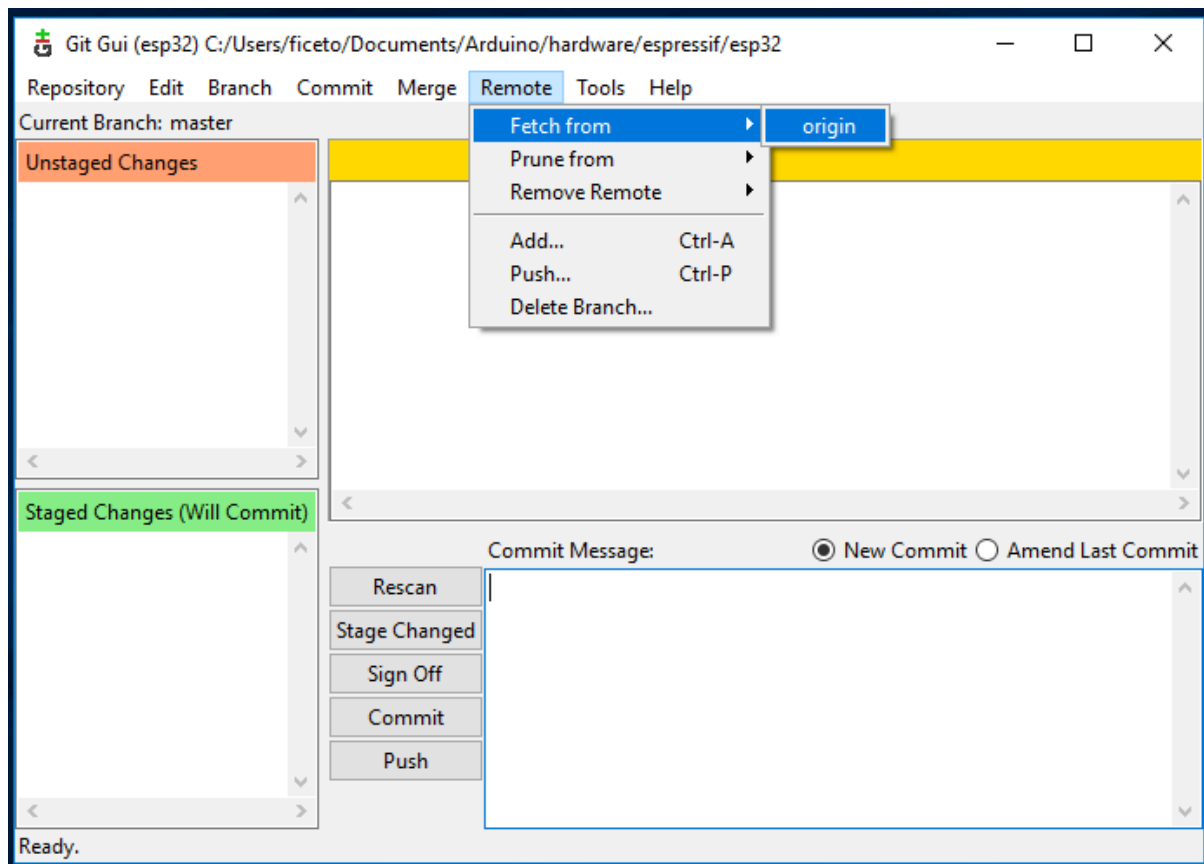 Git Gui (esp32) C:/Users/ficeto/Documents/Arduino/hardware/espressif/esp32
Repository Edit Branch Commit Merge Remote Tools Help
Current Branch: master
Fetch from origin
Prune from
Remove Remote
Add... Ctrl-A
Push... Ctrl-P
Delete Branch...
Unstaged Changes
Staged Changes (Will Commit)
Commit Message: New Commit Amend Last Commit
Rescan
Stage Changed
Sign Off
Commit
Push
Ready.